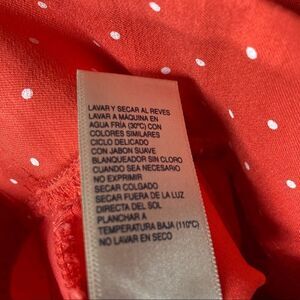 LAVAR Y SECAR AL REVES
LAVAR A MÁQUINA EN
AGUA FRÍA (30ºC) CON
COLORES SIMILARES
CICLO DELICADO
CON JABON SUAVE
BLANQUEADOR SIN CLORO
CUANDO SEA NECESARIO
NO EXPRIMIR
SECAR COLGADO
SECAR FUERA DE LA LUZ
DIRECTA DEL SOL
PLANCHAR A
TEMPERATURA BAJA (110ºC)
NO LAVAR EN SECO